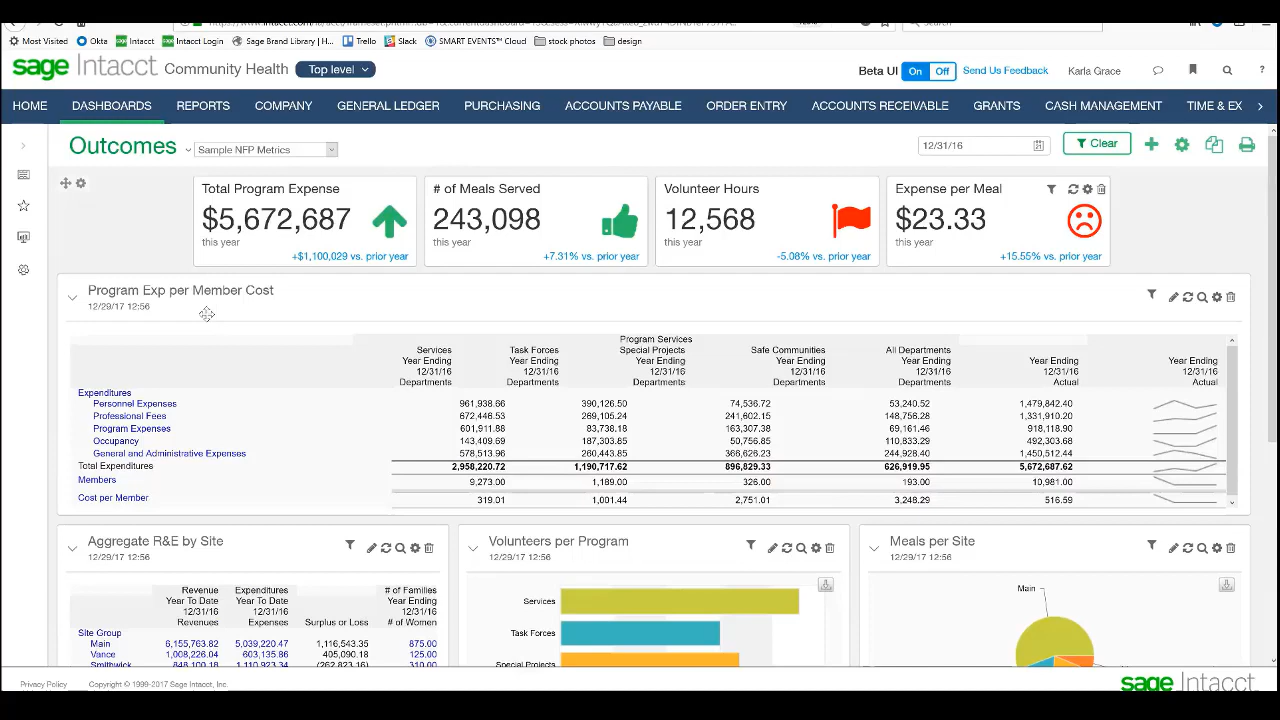 Most Visited Okta Intacct Intacct Login Sage Brand Library | H... Trello Slack SMART EVENTS™ Cloud stock photos design
sage Intacct Community Health Top level Beta UI On Off Send Us Feedback Karla Grace ?
HOME DASHBOARDS REPORTS COMPANY GENERAL LEDGER PURCHASING ACCOUNTS PAYABLE ORDER ENTRY ACCOUNTS RECEIVABLE GRANTS CASH MANAGEMENT TIME & EX
Outcomes Sample NFP Metrics 12/31/16 Clear
Total Program Expense # of Meals Served Volunteer Hours Expense per Meal
$5,672,687 243,098 12,568 $23.33
this year this year this year this year
+$1,100,029 vs. prior year +7.31% vs. prior year -5.08% vs. prior year +15.55% vs. prior year
Program Exp per Member Cost
12/29/17 12:56
Program Services
Services Task Forces Special Projects Safe Communities All Departments
Year Ending Year Ending Year Ending Year Ending Year Ending Year Ending Year Ending
12/31/16 12/31/16 12/31/16 12/31/16 12/31/16 12/31/16 12/31/16
Departments Departments Departments Departments Departments Actual Actual
Expenditures
Personnel Expenses 961,938.66 390,126.50 74,536.72 53,240.52 1,479,842.40
Professional Fees 672,446.53 269,105.24 241,602.15 148,756.28 1,331,910.20
Program Expenses 601,911.88 83,738.18 163,307.38 69,161.46 918,118.90
Occupancy 143,409.69 187,303.85 50,756.85 110,833.29 492,303.68
General and Administrative Expenses 578,513.96 260,443.85 366,626.23 244,928.40 1,450,512.44
Total Expenditures 2,958,220.72 1,190,717.62 896,829.33 626,919.95 5,672,687.62
Members 9,273.00 1,189.00 326.00 193.00 10,981.00
Cost per Member 319.01 1,001.44 2,751.01 3,248.29 516.59
Aggregate R&E by Site Volunteers per Program Meals per Site
12/29/17 12:56 12/29/17 12:56 12/29/17 12:56
Revenue Expenditures # of Families
Year To Date Year To Date Year Ending
12/31/16 12/31/16 12/31/16
Revenues Expenses Surplus or Loss # of Women
Site Group
Main 6,155,763.82 5,039,220.47 1,116,543.35 875.00
Vance 1,008,226.04 603,135.86 405,090.18 125.00
Smithwick 848,100.18 1,110,923.34 (262,823.16) 310.00
Services
Task Forces
Special Projects
Main
Privacy Policy Copyright © 1999-2017 Sage Intacct, Inc. sage Intacct